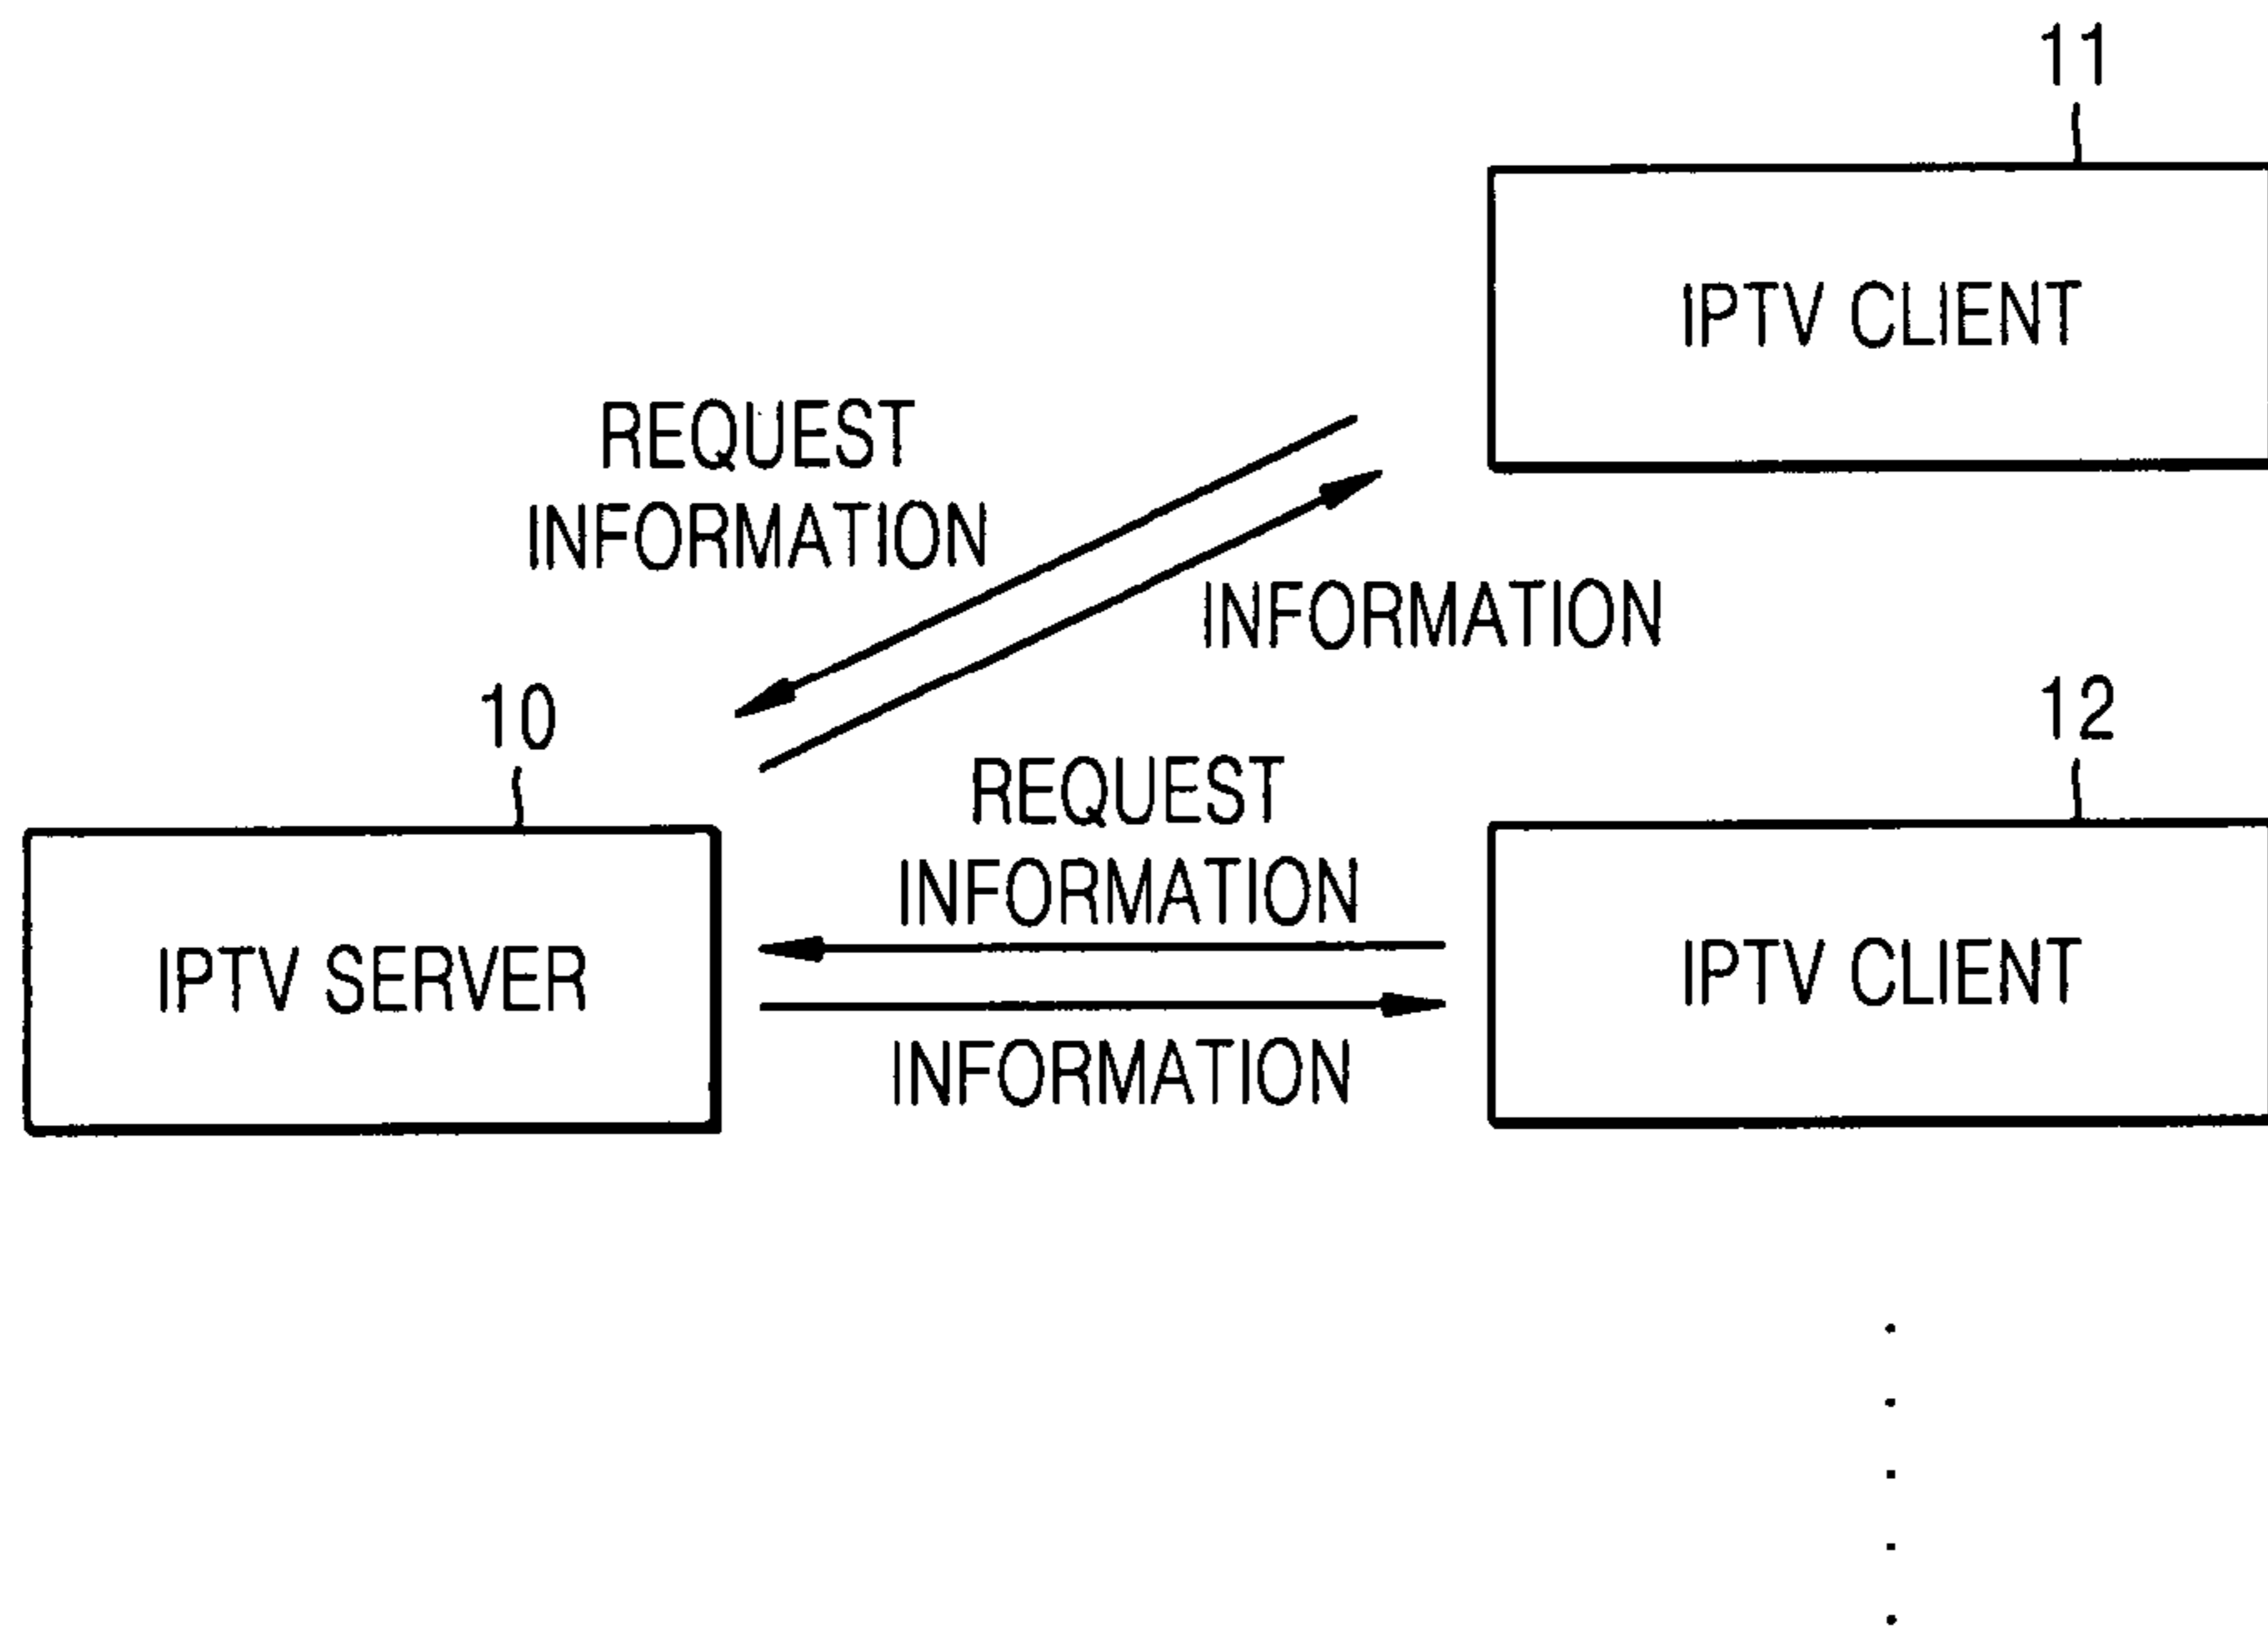 11
IPTV CLIENT
REQUEST
INFORMATION
INFORMATION
10
12
REQUEST
INFORMATION
IPTV SERVER
IPTV CLIENT
INFORMATION